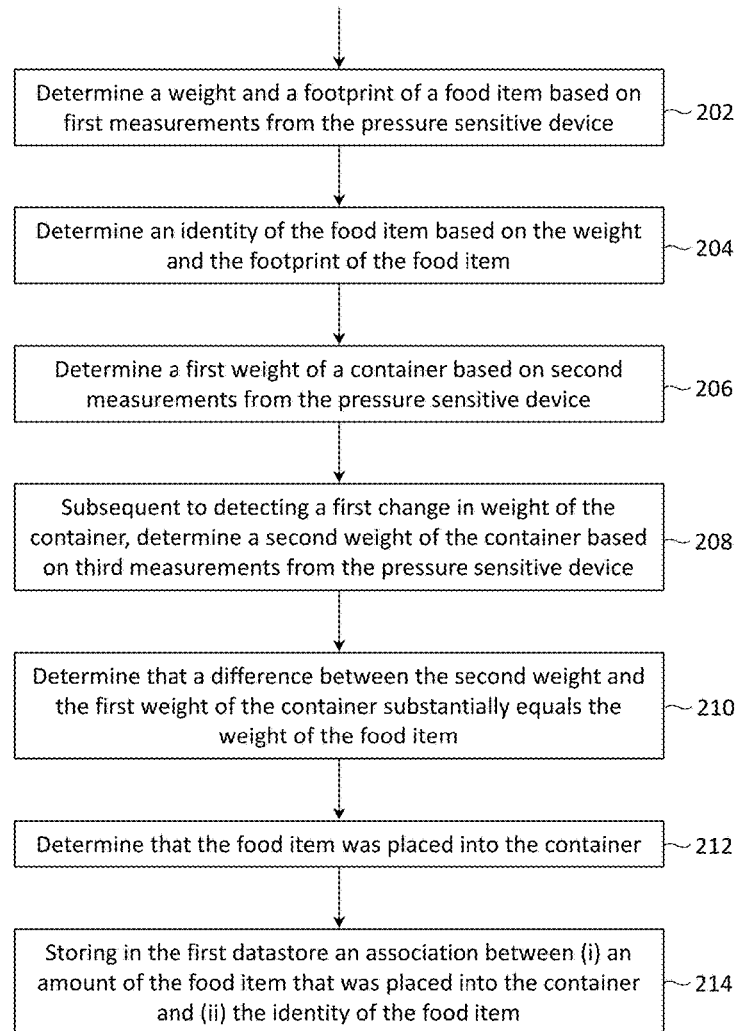 Determine a weight and a footprint of a food item based on
first measurements from the pressure sensitive device
202
Determine an identity of the food item based on the weight
and the footprint of the food item
204
Determine a first weight of a container based on second
measurements from the pressure sensitive device
206
Subsequent to detecting a first change in weight of the
container, determine a second weight of the container based
on third measurements from the pressure sensitive device
208
Determine that a difference between the second weight and
the first weight of the container substantially equals the
weight of the food item
210
Determine that the food item was placed into the container
212
Storing in the first datastore an association between (i) an
amount of the food item that was placed into the container
and (ii) the identity of the food item
214